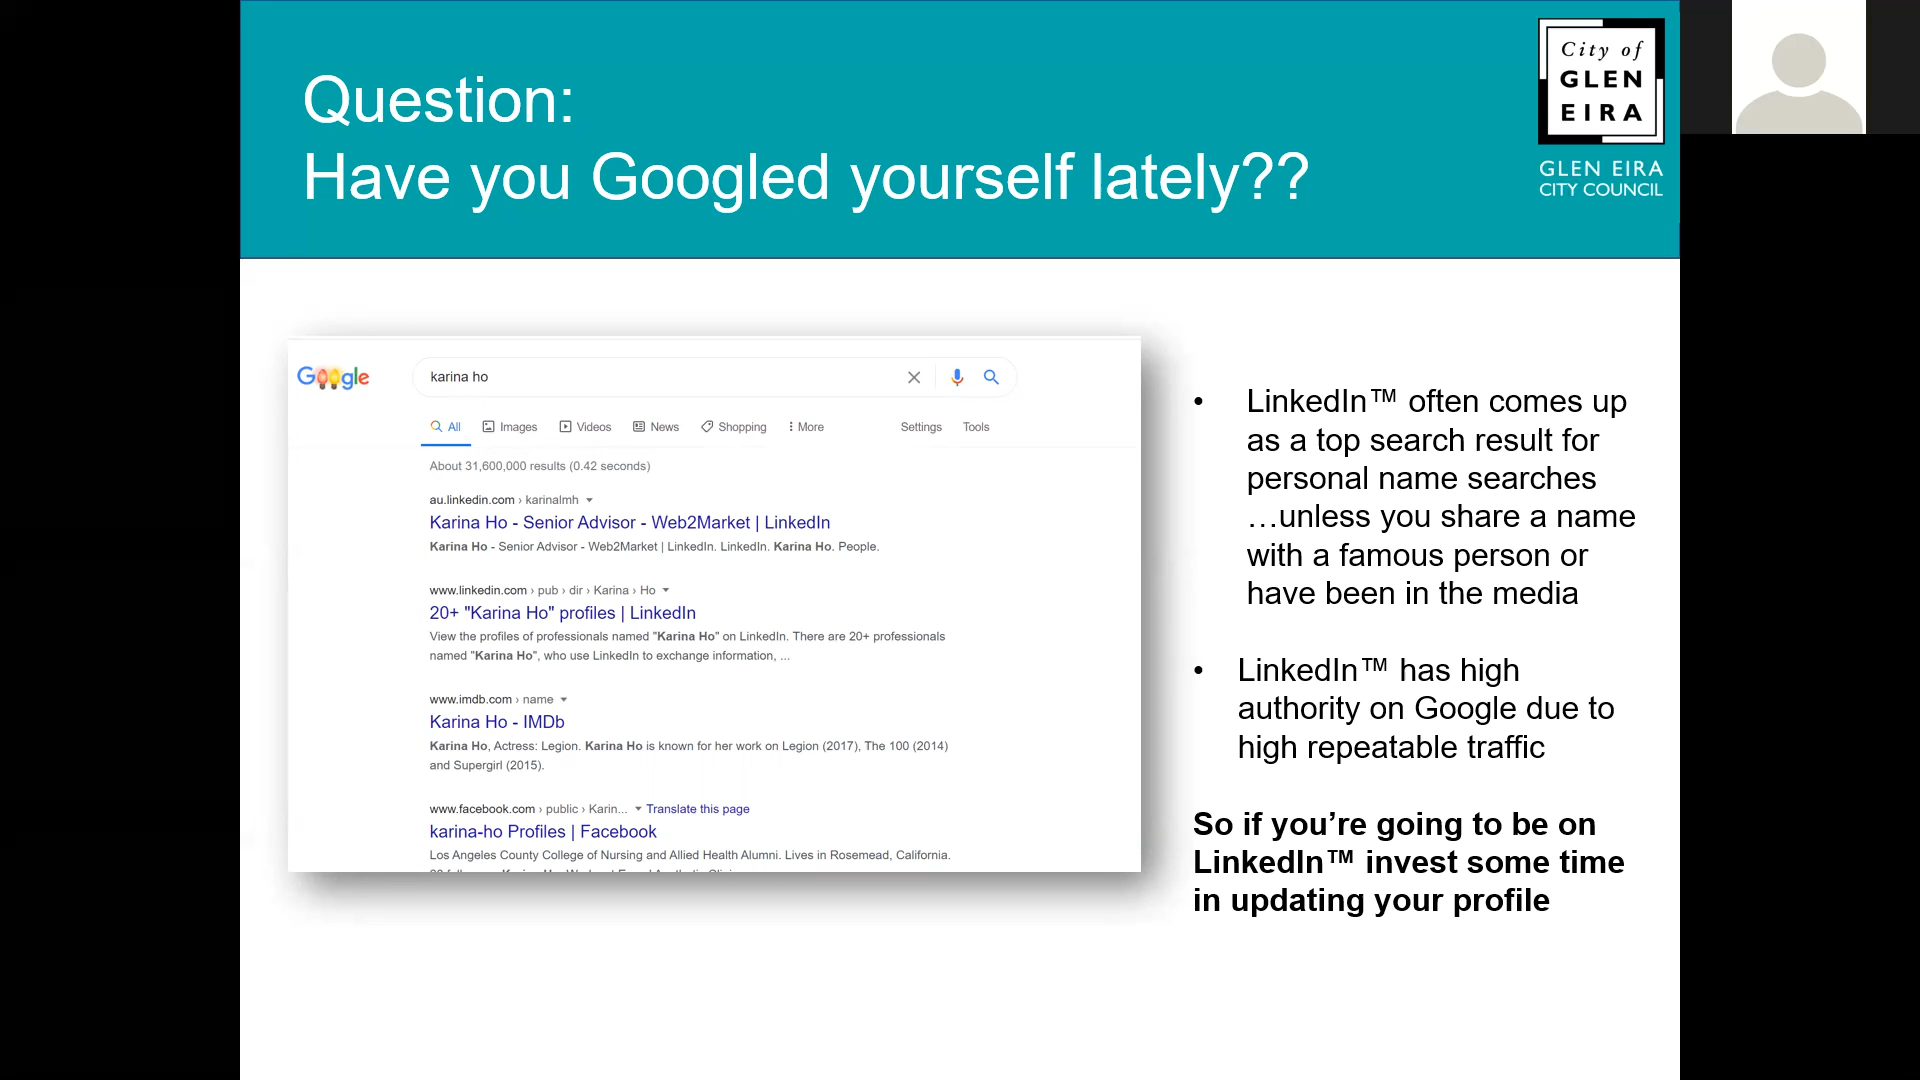 Question:
Have you Googled yourself lately??
City of
GLEN
EIRA
GLEN EIRA
CITY COUNCIL
Google
karina ho
All Images Videos News Shopping More Settings Tools
About 31,600,000 results (0.42 seconds)
au.linkedin.com › karinalmh
Karina Ho - Senior Advisor - Web2Market | LinkedIn
Karina Ho - Senior Advisor - Web2Market | LinkedIn. LinkedIn. Karina Ho. People.
www.linkedin.com › pub › dir › Karina › Ho
20+ "Karina Ho" profiles | LinkedIn
View the profiles of professionals named "Karina Ho" on LinkedIn. There are 20+ professionals
named "Karina Ho", who use LinkedIn to exchange information, ...
www.imdb.com › name
Karina Ho - IMDb
Karina Ho, Actress: Legion. Karina Ho is known for her work on Legion (2017), The 100 (2014)
and Supergirl (2015).
www.facebook.com › public › Karin... Translate this page
karina-ho Profiles | Facebook
Los Angeles County College of Nursing and Allied Health Alumni. Lives in Rosemead, California.
• LinkedIn™ often comes up
as a top search result for
personal name searches
…unless you share a name
with a famous person or
have been in the media
• LinkedIn™ has high
authority on Google due to
high repeatable traffic
So if you’re going to be on
LinkedIn™ invest some time
in updating your profile